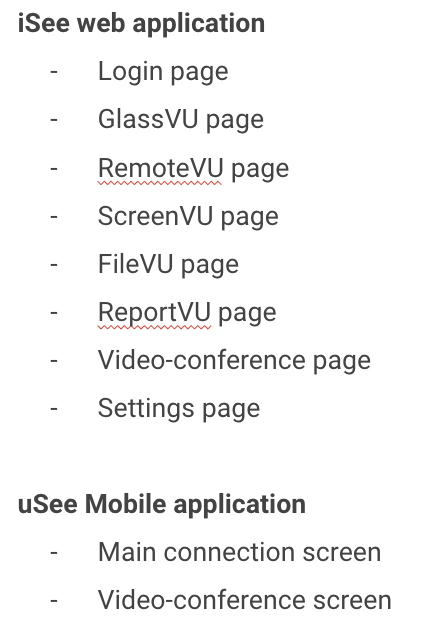 iSee web application
- Login page
- GlassVU page
- RemoteVU page
- ScreenVU page
- FileVU page
- ReportVU page
- Video-conference page
- Settings page
uSee Mobile application
- Main connection screen
- Video-conference screen